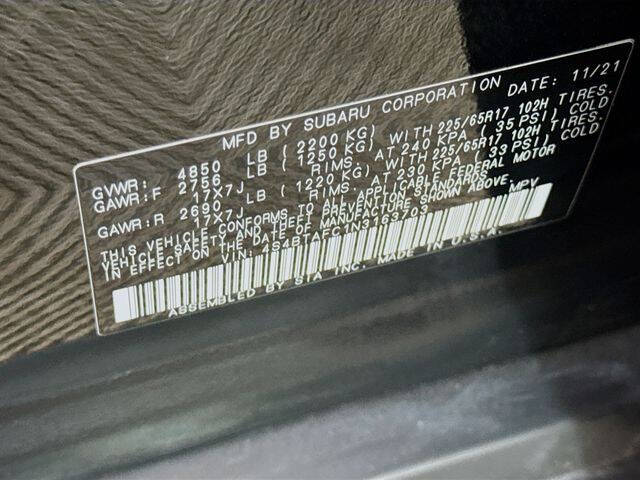 MFD BY SUBARU CORPORATION DATE: 11/21
GVWR: 4850 LB (2200 KG) WITH 225/65R17 102H TIRES.
GAWR:F 2756 LB (1250 KG) AT 240 KPA (35 PSI) COLD
17X7J RIMS. WITH 225/65R17 102H TIRES.
GAWR:R 2690 LB (1220 KG) AT 230 KPA (33 PSI) COLD
17X7J RIMS.
THIS VEHICLE CONFORMS TO ALL APPLICABLE FEDERAL MOTOR
VEHICLE SAFETY STANDARDS
IN EFFECT ON THE DATE OF MANUFACTURE SHOWN ABOVE.
VIN: 4S4BTAFC1N3163703 MPV
ASSEMBLED BY SIA INC. MADE IN U.S.A.